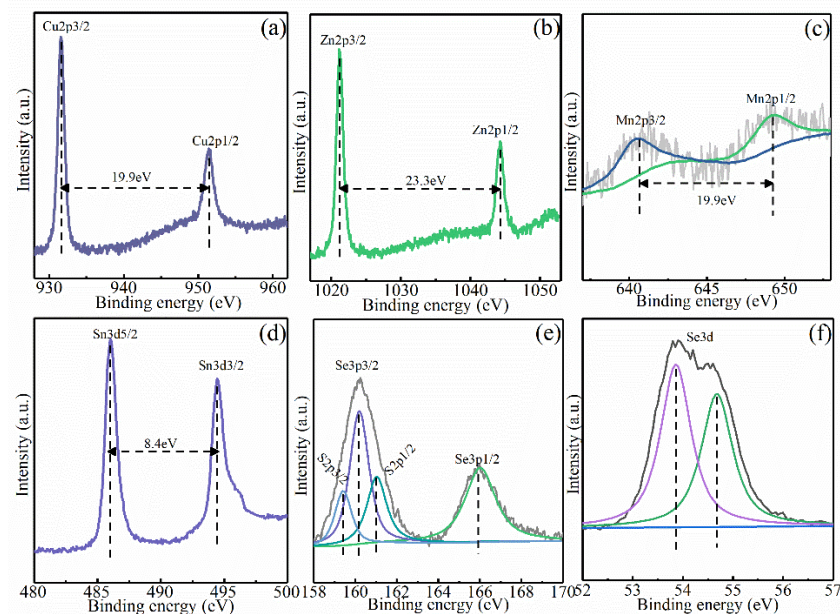 (a)
Cu2p3/2
Cu2p1/2
19.9eV
Intensity (a.u.)
930 940 950 960
Binding energy (eV)
(b)
Zn2p3/2
Zn2p1/2
23.3eV
Intensity (a.u.)
1020 1030 1040 1050
Binding energy (eV)
(c)
Mn2p3/2
Mn2p1/2
19.9eV
Intensity (a.u.)
640 645 650
Binding energy (eV)
(d)
Sn3d5/2
Sn3d3/2
8.4eV
Intensity (a.u.)
480 485 490 495 500
Binding energy (eV)
(e)
Se3p3/2
S2p3/2
S2p1/2
Se3p1/2
Intensity (a.u.)
158 160 162 164 166 168 170
Binding energy (eV)
(f)
Se3d
Intensity (a.u.)
52 53 54 55 56 57
Binding energy (eV)